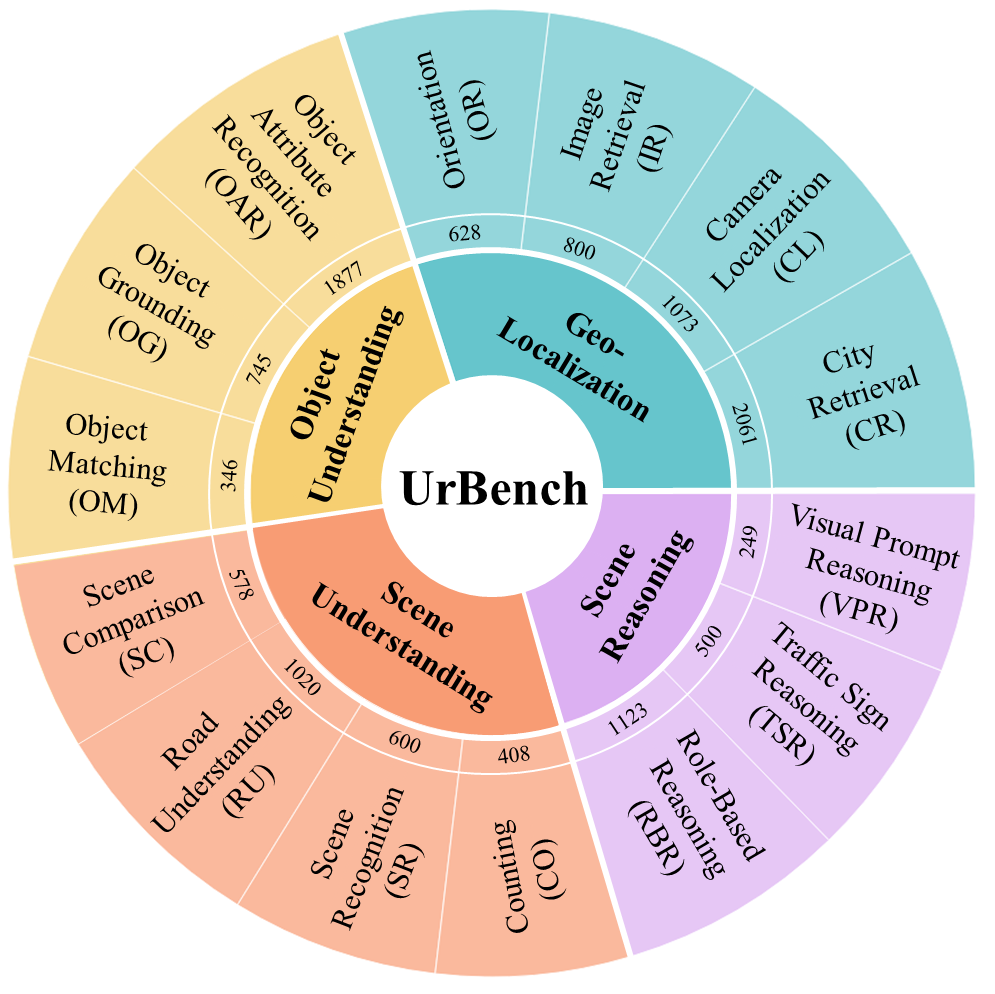 UrBench
Geo-
Localization
Orientation
(OR)
628
Image
Retrieval
(IR)
800
Camera
Localization
(CL)
1073
City
Retrieval
(CR)
2061
Scene
Reasoning
Visual Prompt
Reasoning
(VPR)
249
Traffic Sign
Reasoning
(TSR)
500
Role-Based
Reasoning
(RBR)
1123
Scene
Understanding
Counting
(CO)
408
Scene
Recognition
(SR)
600
Road
Understanding
(RU)
1020
Scene
Comparison
(SC)
578
Object
Understanding
Object
Matching
(OM)
346
Object
Grounding
(OG)
745
Object
Attribute
Recognition
(OAR)
1877